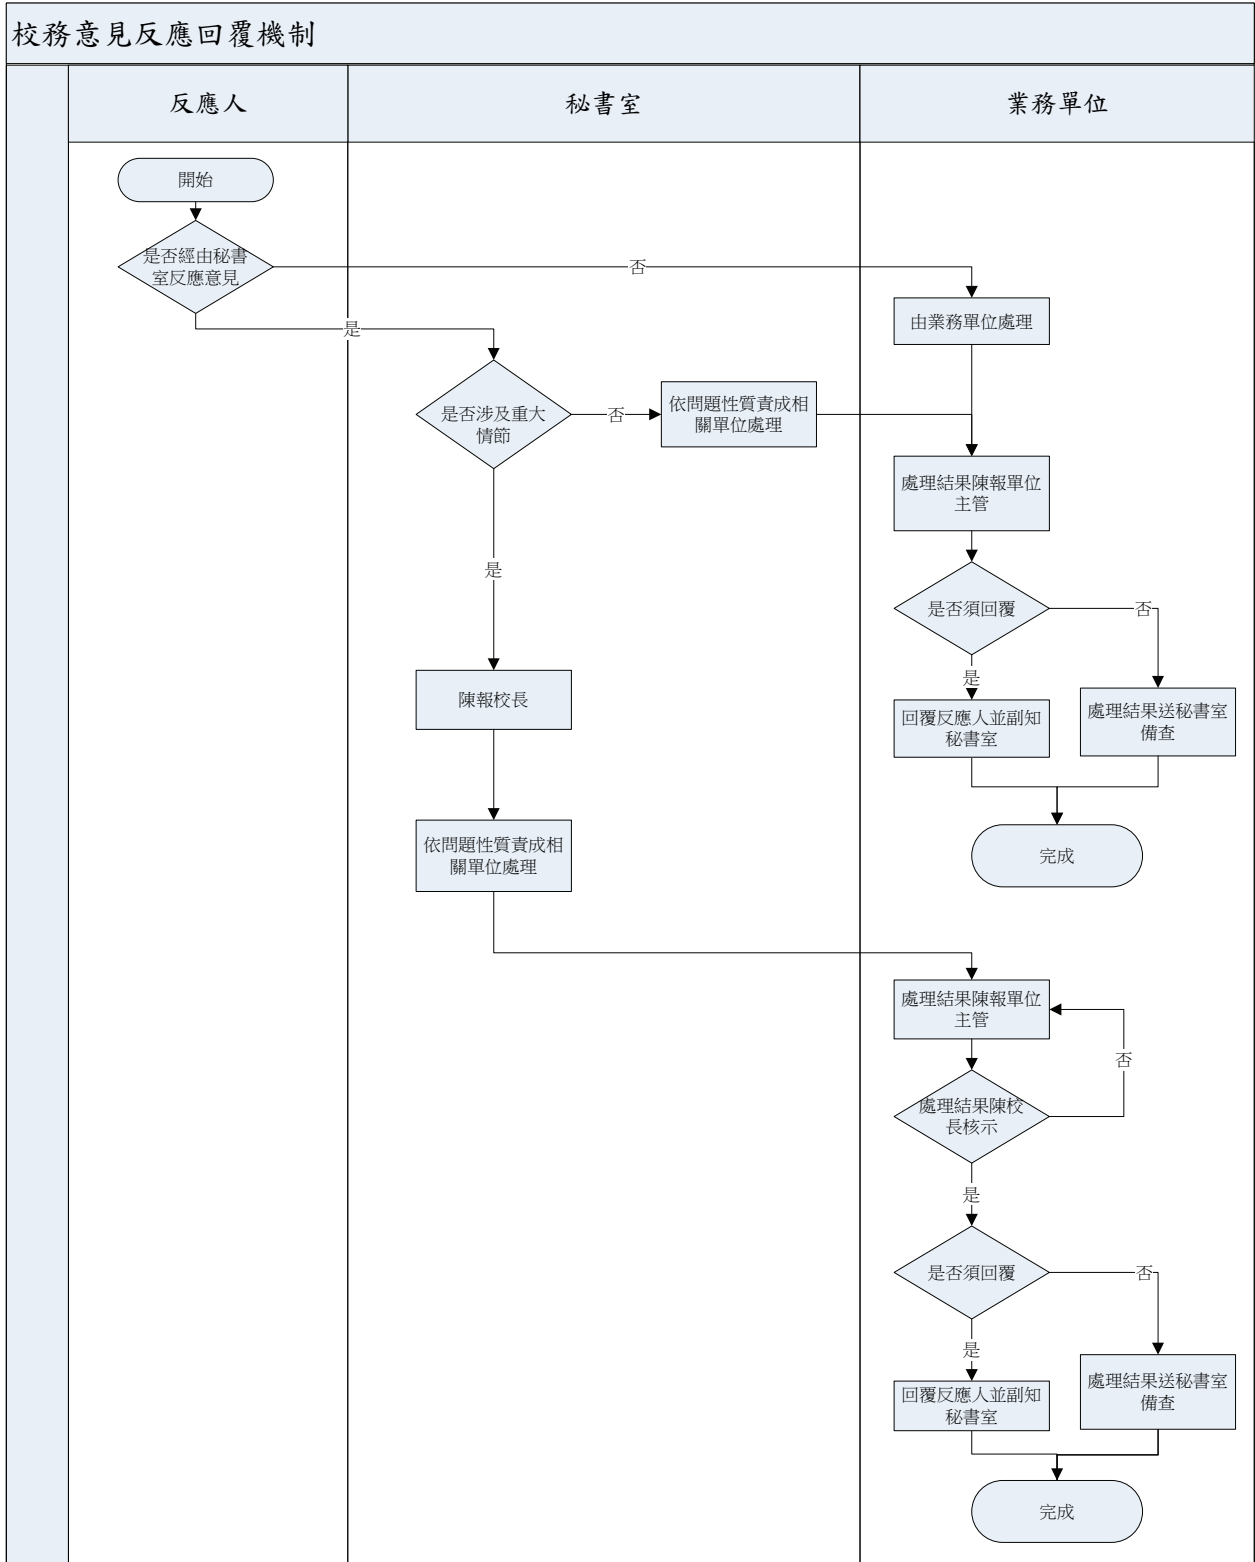 校務意見反應回覆機制
反應人
秘書室
業務單位
開始
是否經由秘書
室反應意見
否
由業務單位處理
是
是否涉及重大
情節
否
依問題性質責成相
關單位處理
處理結果陳報單位
主管
是
是否須回覆
否
是
陳報校長
回覆反應人並副知
秘書室
處理結果送秘書室
備查
依問題性質責成相
關單位處理
完成
處理結果陳報單位
主管
否
處理結果陳校
長核示
是
是否須回覆
否
是
回覆反應人並副知
秘書室
處理結果送秘書室
備查
完成